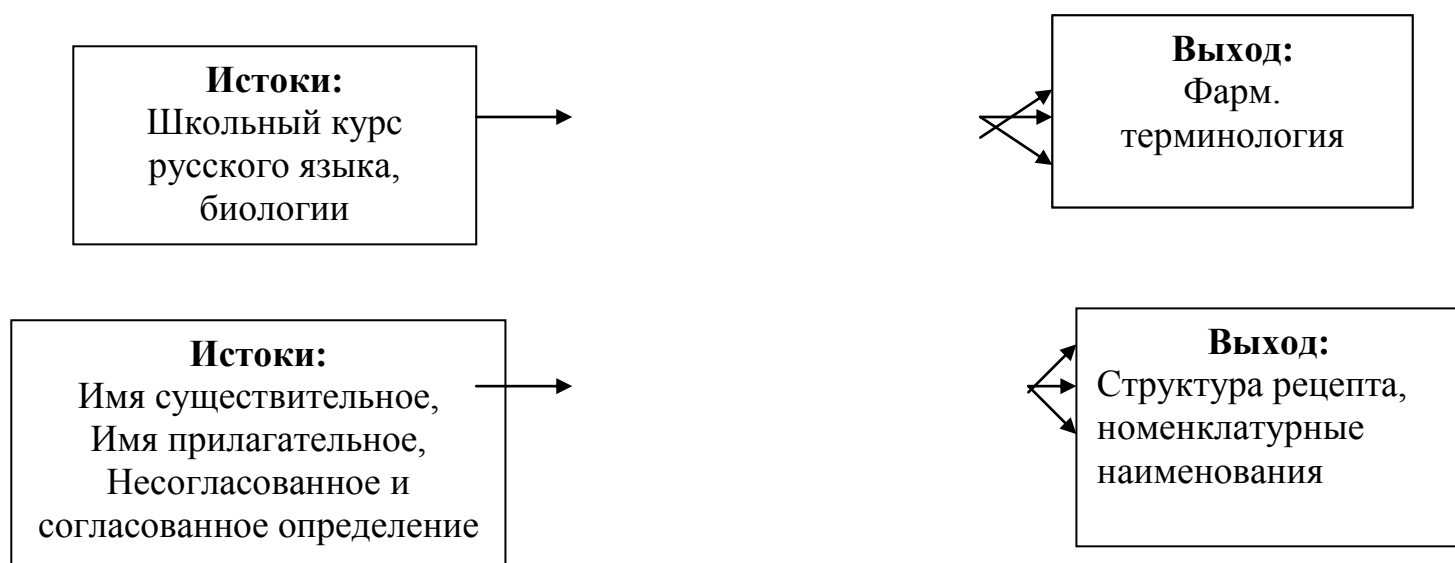 Истоки:
Школьный курс
русского языка,
биологии
Выход:
Фарм.
терминология
Истоки:
Имя существительное,
Имя прилагательное,
Несогласованное и
согласованное определение
Выход:
Структура рецепта,
номенклатурные
наименования